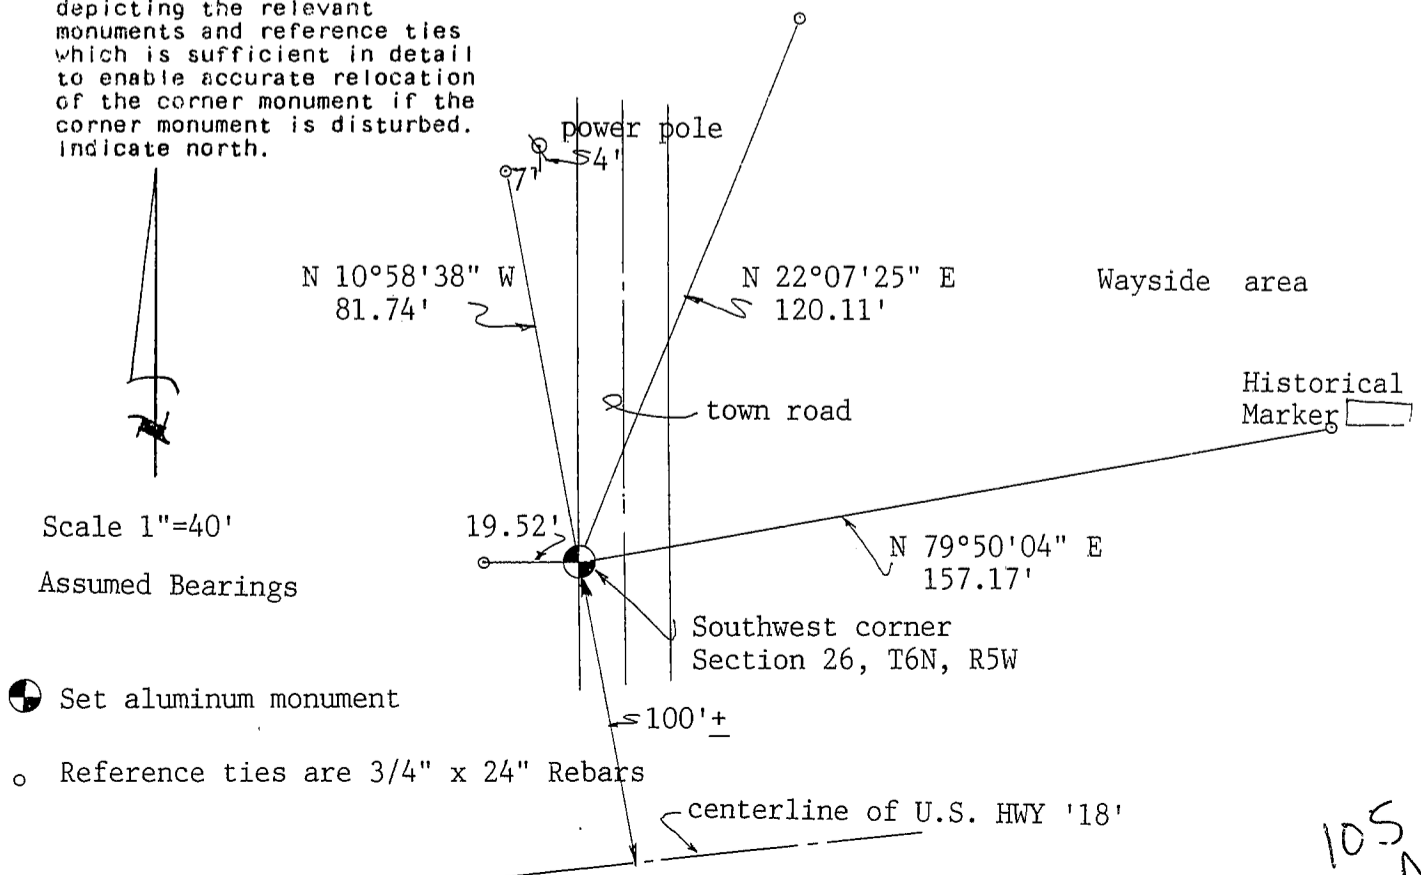 depicting the relevant
monuments and reference ties
which is sufficient in detail
to enable accurate relocation
of the corner monument if the
corner monument is disturbed.
indicate north.
power pole
4'
7'
N 10°58'38" W
81.74'
N 22°07'25" E
120.11'
Wayside area
Historical
Marker
town road
N
Scale 1"=40'
19.52'
N 79°50'04" E
157.17'
Assumed Bearings
Southwest corner
Section 26, T6N, R5W
Set aluminum monument
100'±
Reference ties are 3/4" x 24" Rebars
centerline of U.S. HWY '18'
105